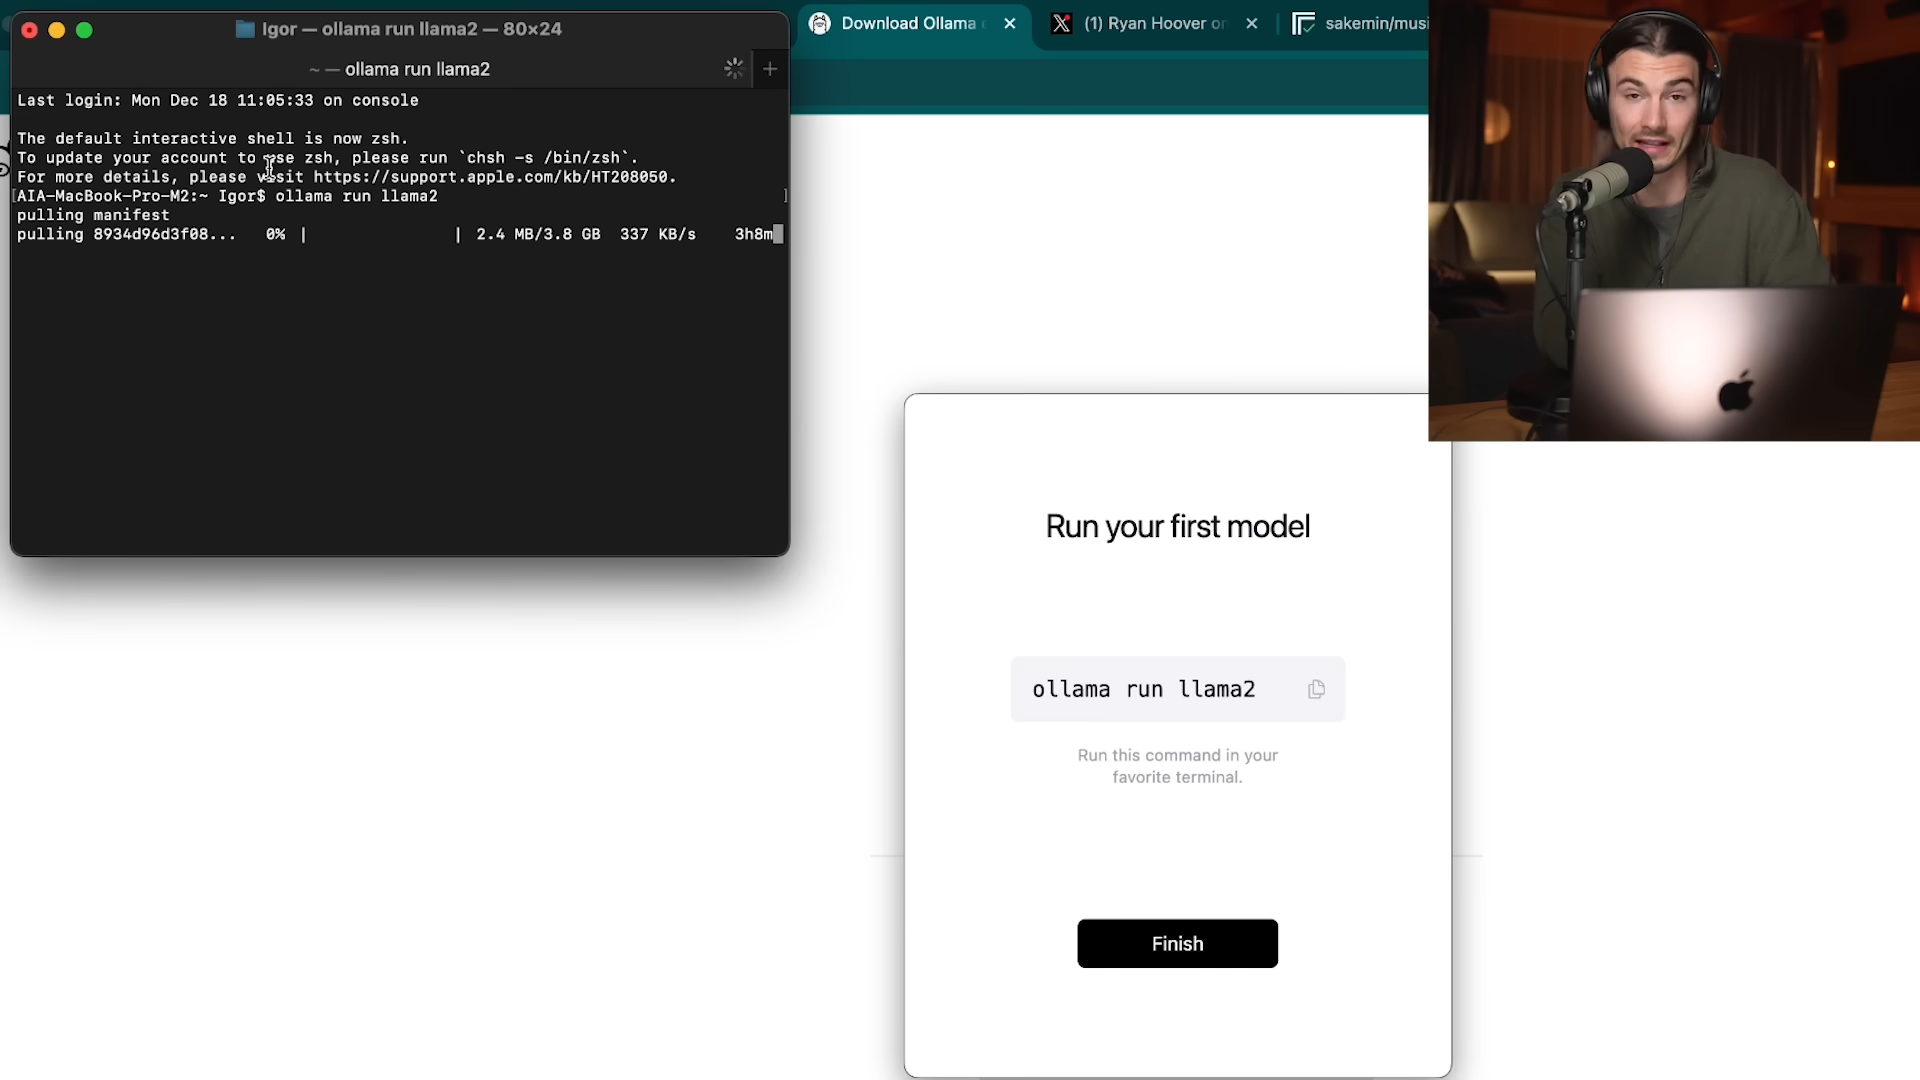 Igor — ollama run llama2 — 80×24
~ — ollama run llama2
Last login: Mon Dec 18 11:05:33 on console
The default interactive shell is now zsh.
To update your account to use zsh, please run `chsh -s /bin/zsh`.
For more details, please visit https://support.apple.com/kb/HT208050.
[AIA-MacBook-Pro-M2:~ Igor$ ollama run llama2 ]
pulling manifest
pulling 8934d96d3f08... 0% | | 2.4 MB/3.8 GB 337 KB/s 3h8m
Download Ollama
(1) Ryan Hoover on
sakemin/musi
Run your first model
ollama run llama2
Run this command in your
favorite terminal.
Finish